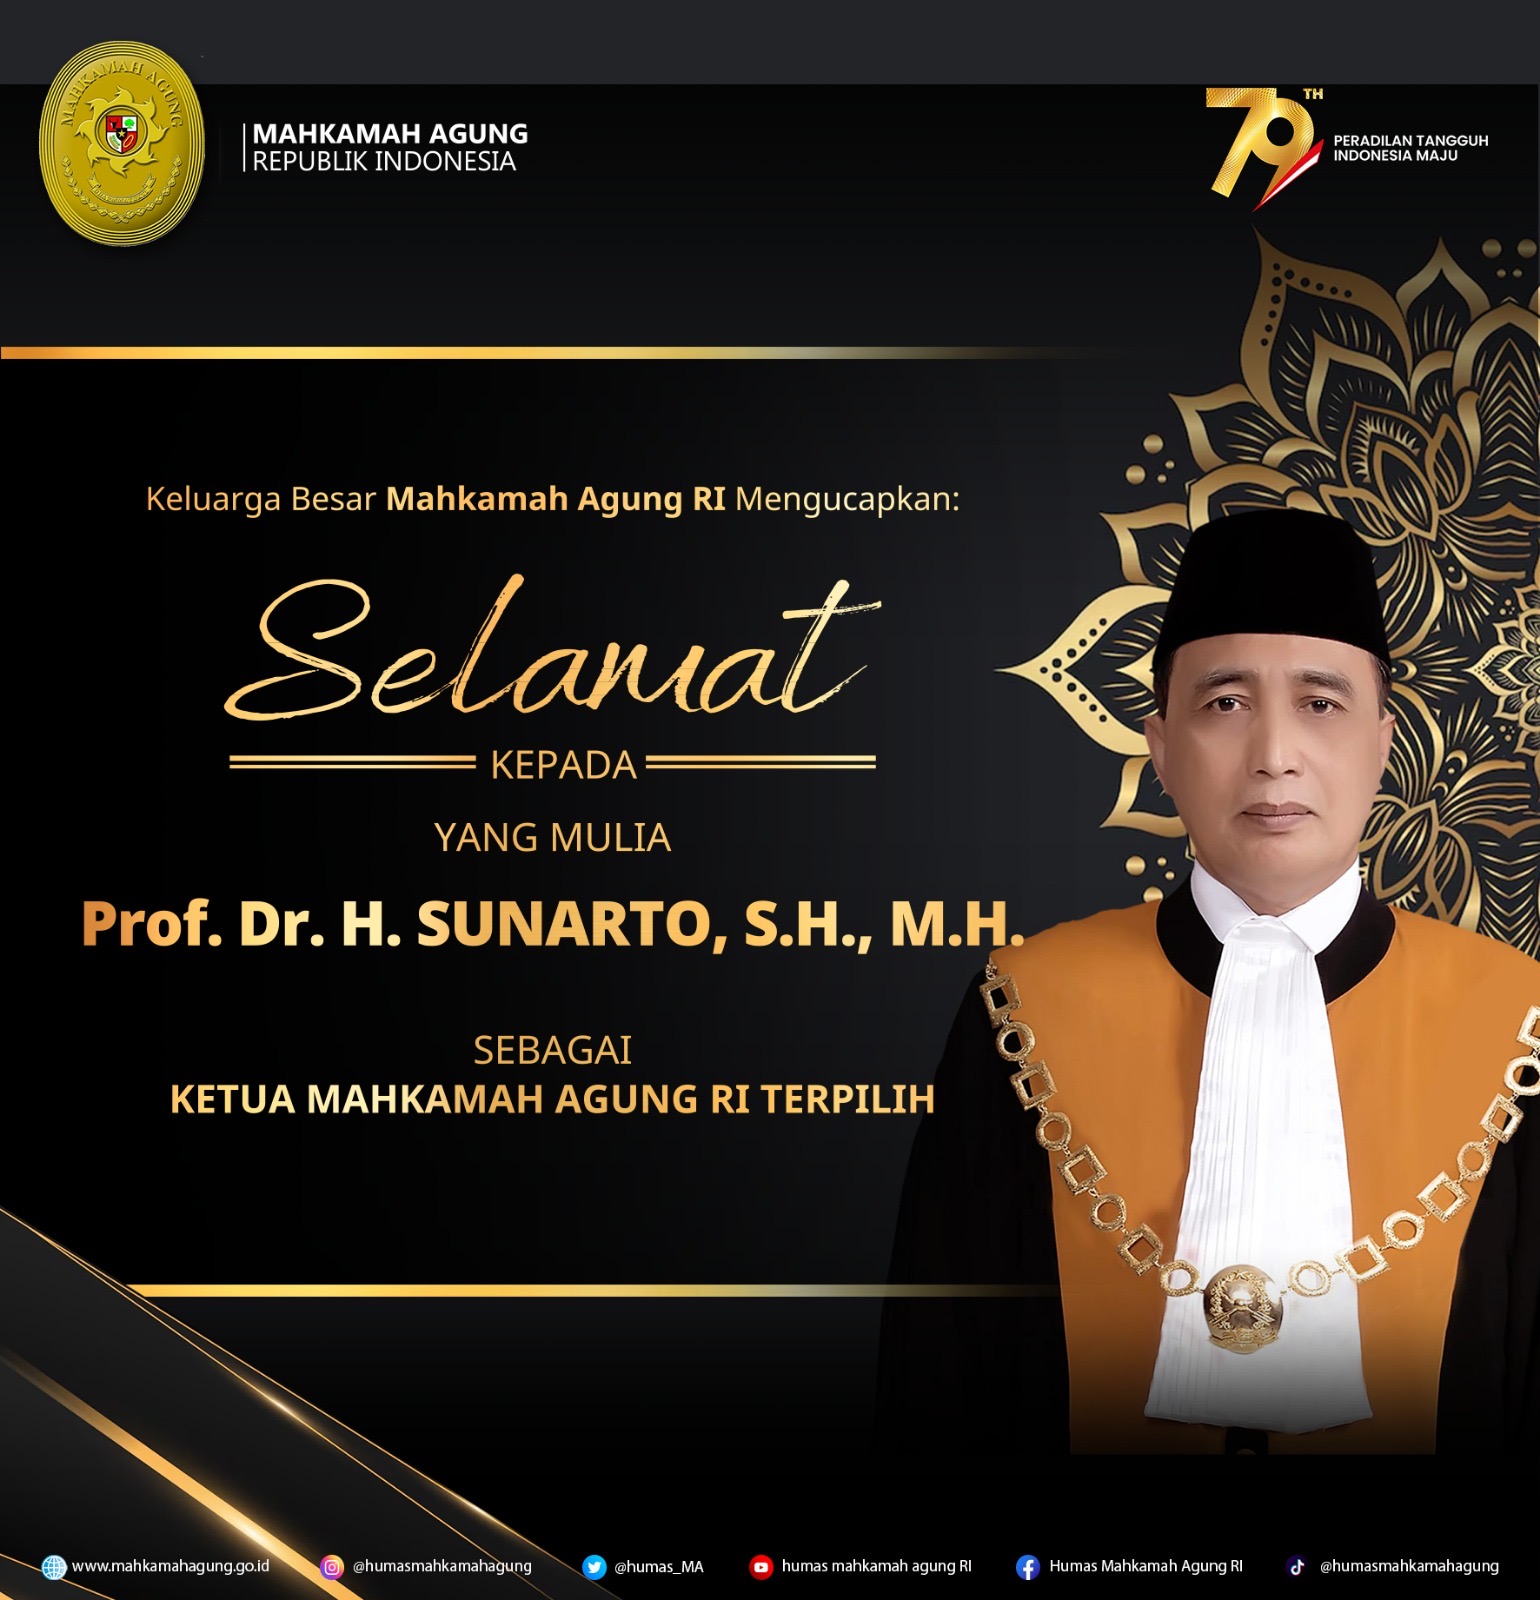 MAHKAMAH AGUNG
MAHKAMAH AGUNG
REPUBLIK INDONESIA
79TH
PERADILAN TANGGUH
INDONESIA MAJU
Keluarga Besar Mahkamah Agung RI Mengucapkan:
Selamat
KEPADA
YANG MULIA
Prof. Dr. H. SUNARTO, S.H., M.H.
SEBAGAI
KETUA MAHKAMAH AGUNG RI TERPILIH
www.mahkamahagung.go.id
@humasmahkamahagung
@humas_MA
humas mahkamah agung RI
Humas Mahkamah Agung RI
@humasmahkamahagung